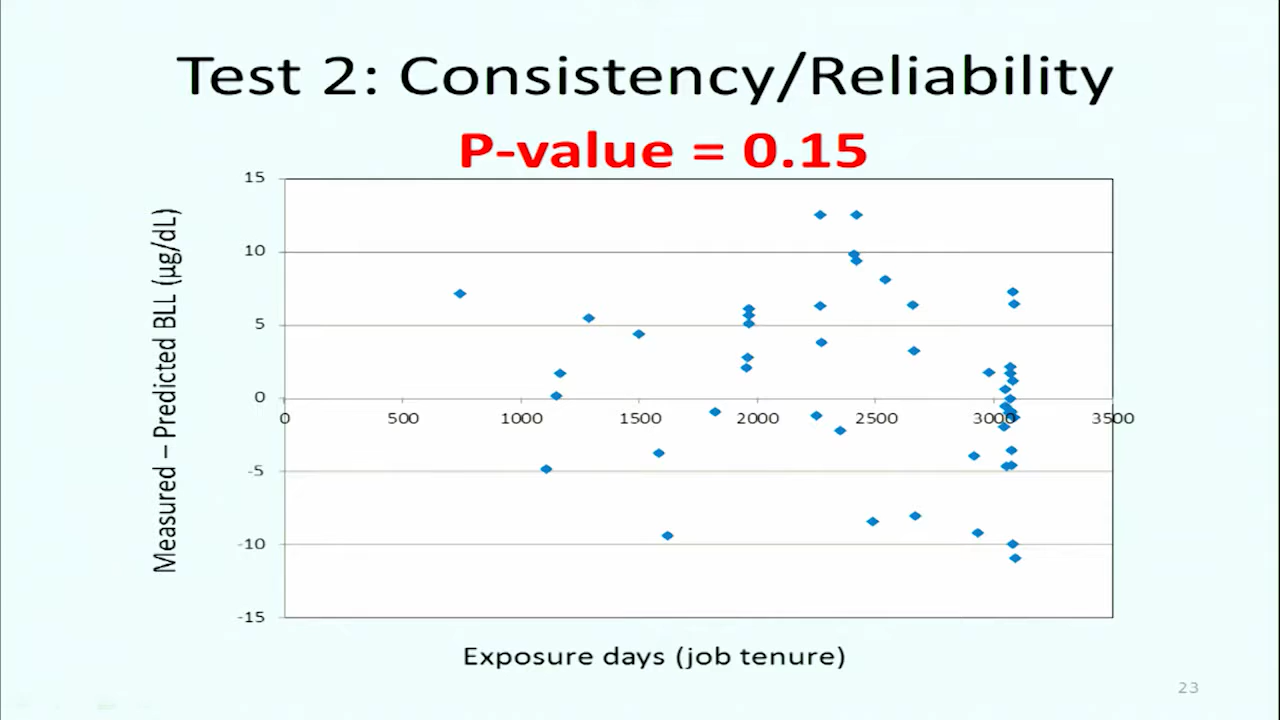 Test 2: Consistency/Reliability
P-value = 0.15
Measured – Predicted BLL (µg/dL)
15
10
5
0
-5
-10
-15
0 500 1000 1500 2000 2500 3000 3500
Exposure days (job tenure)
23